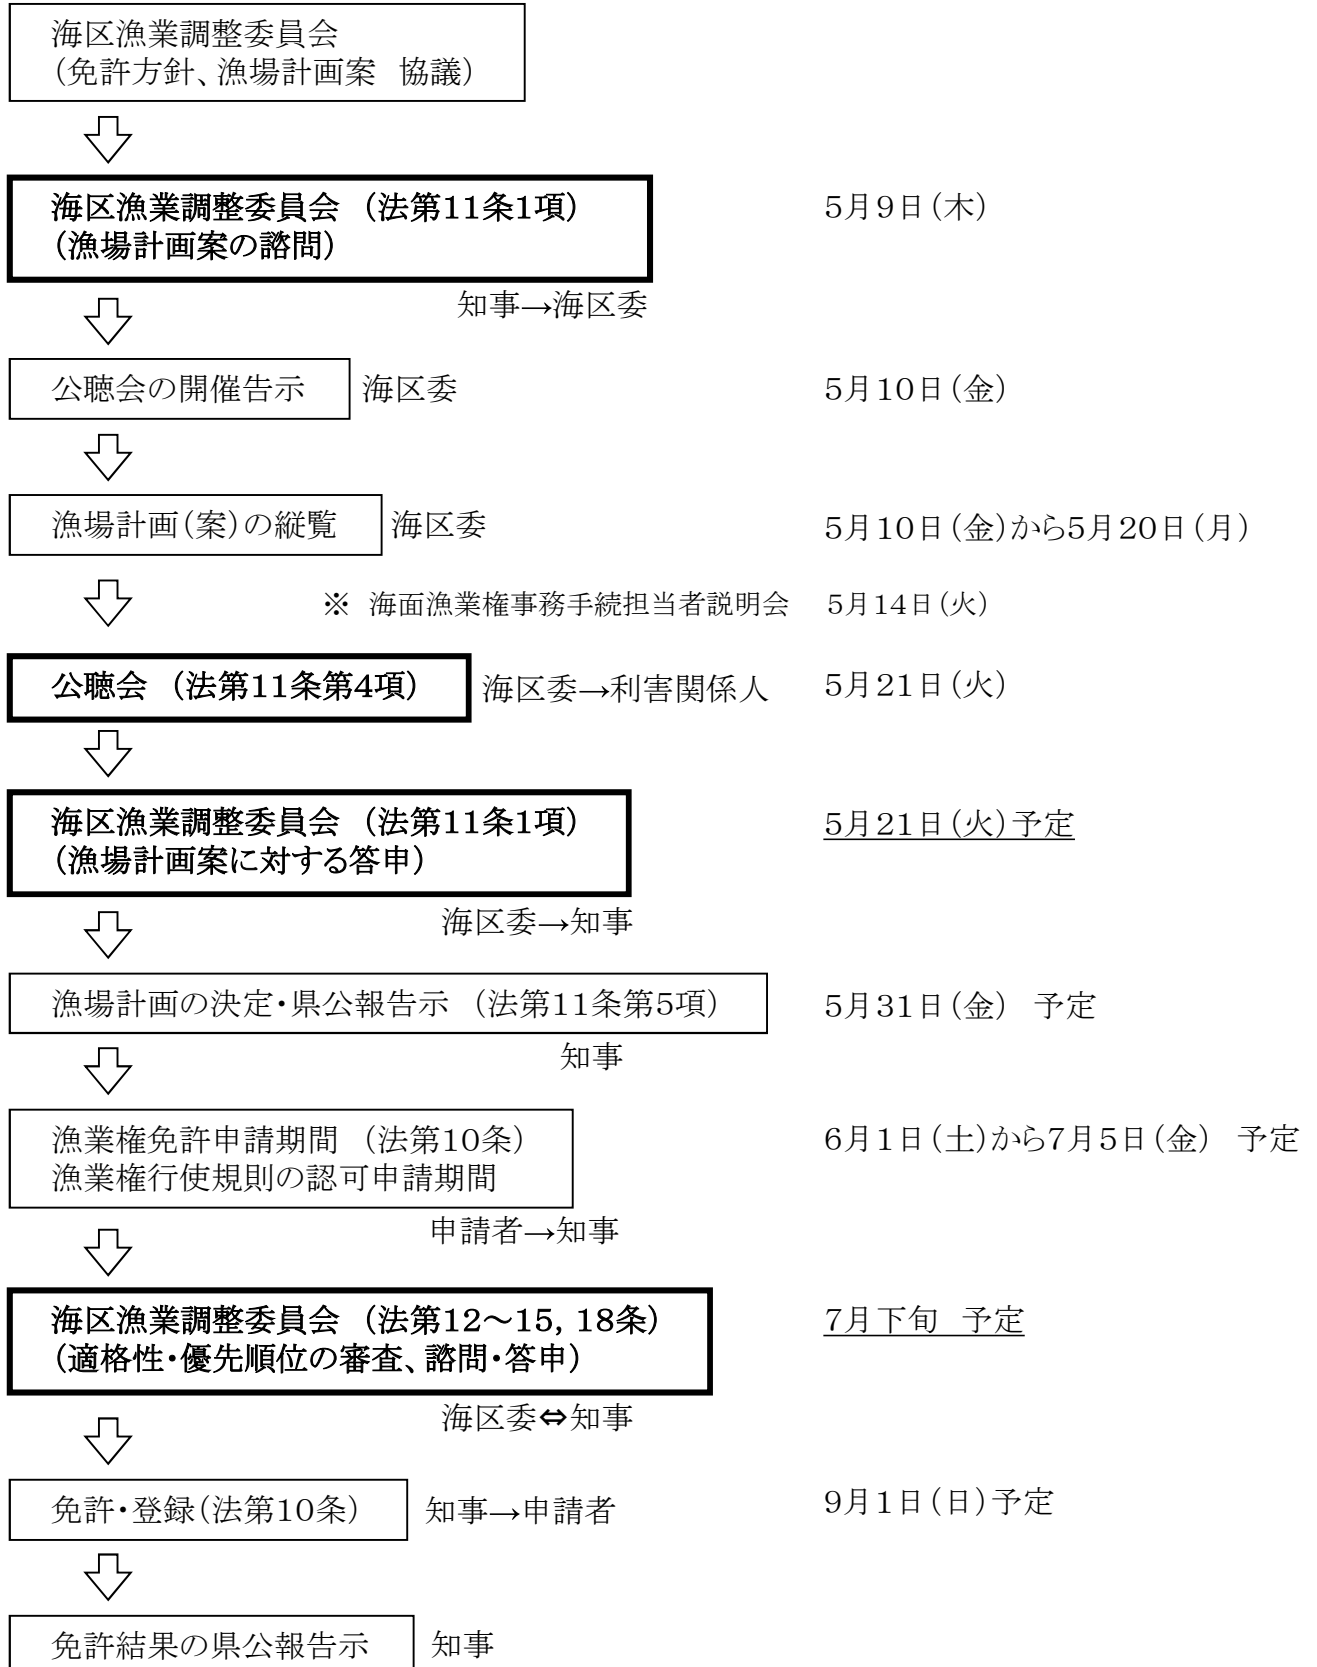 海区漁業調整委員会
（免許方針、漁場計画案　協議）
海区漁業調整委員会　（法第11条1項）
（漁場計画案の諮問）
5月9日（木）
知事→海区委
公聴会の開催告示
海区委
5月10日（金）
漁場計画（案）の縦覧
海区委
5月10日（金）から5月20日（月）
※　海面漁業権事務手続担当者説明会
5月14日（火）
公聴会　（法第11条第4項）
海区委→利害関係人
5月21日（火）
海区漁業調整委員会　（法第11条1項）
（漁場計画案に対する答申）
5月21日（火）予定
海区委→知事
漁場計画の決定・県公報告示　（法第11条第5項）
5月31日（金）　予定
知事
漁業権免許申請期間　（法第10条）
漁業権行使規則の認可申請期間
6月1日（土）から7月5日（金）　予定
申請者→知事
海区漁業調整委員会　（法第12～15，18条）
（適格性・優先順位の審査、諮問・答申）
7月下旬　予定
海区委⇔知事
免許・登録（法第10条）
知事→申請者
9月1日（日）予定
免許結果の県公報告示
知事